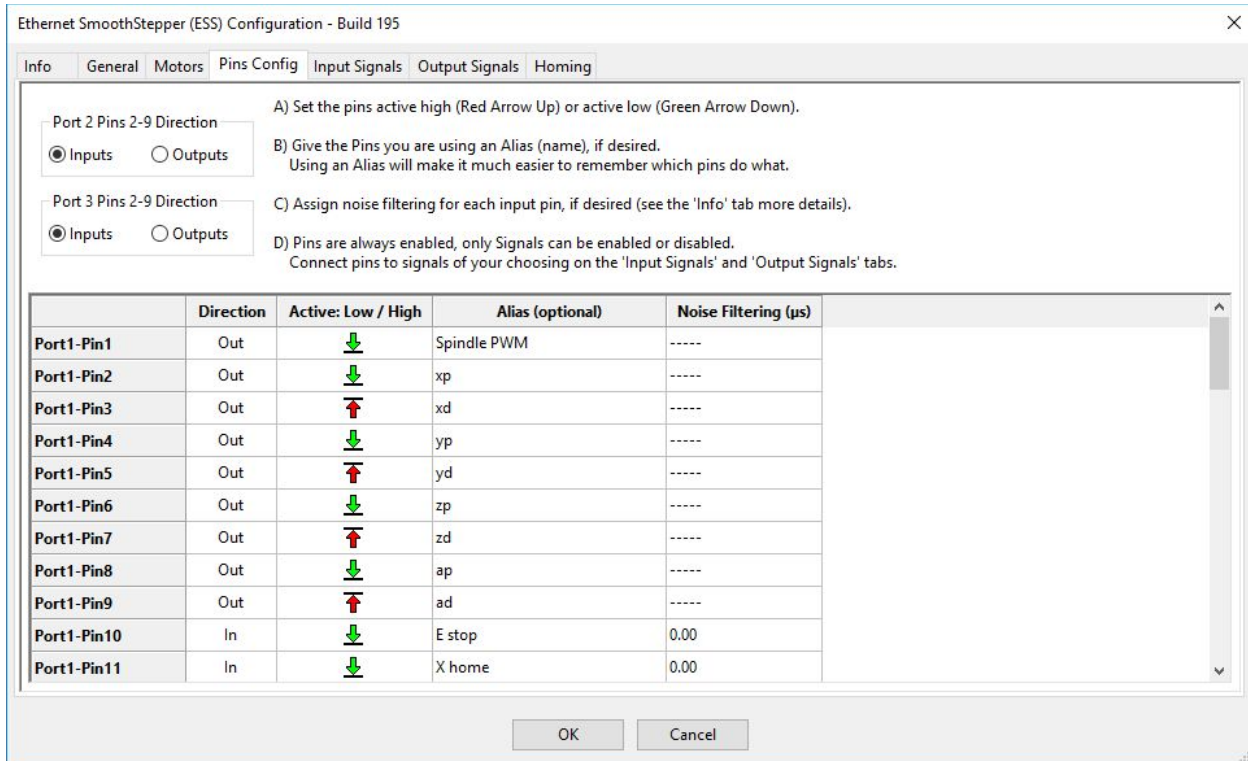 Ethernet SmoothStepper (ESS) Configuration - Build 195
Info General Motors Pins Config Input Signals Output Signals Homing
Port 2 Pins 2-9 Direction
Inputs Outputs
Port 3 Pins 2-9 Direction
Inputs Outputs
A) Set the pins active high (Red Arrow Up) or active low (Green Arrow Down).
B) Give the Pins you are using an Alias (name), if desired.
Using an Alias will make it much easier to remember which pins do what.
C) Assign noise filtering for each input pin, if desired (see the 'Info' tab more details).
D) Pins are always enabled, only Signals can be enabled or disabled.
Connect pins to signals of your choosing on the 'Input Signals' and 'Output Signals' tabs.
Direction Active: Low / High Alias (optional) Noise Filtering (µs)
Port1-Pin1 Out Spindle PWM -----
Port1-Pin2 Out xp -----
Port1-Pin3 Out xd -----
Port1-Pin4 Out yp -----
Port1-Pin5 Out yd -----
Port1-Pin6 Out zp -----
Port1-Pin7 Out zd -----
Port1-Pin8 Out ap -----
Port1-Pin9 Out ad -----
Port1-Pin10 In E stop 0.00
Port1-Pin11 In X home 0.00
OK Cancel